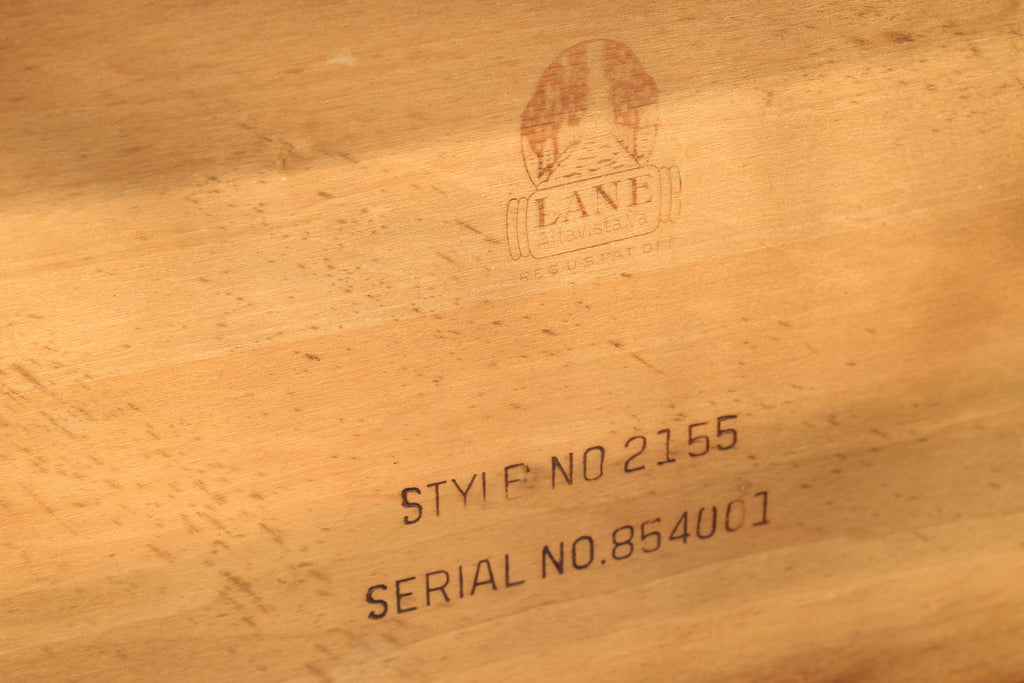 LANE
Altavista, Va
REG U S PAT OFF
STYLE NO 2155
SERIAL NO.854001